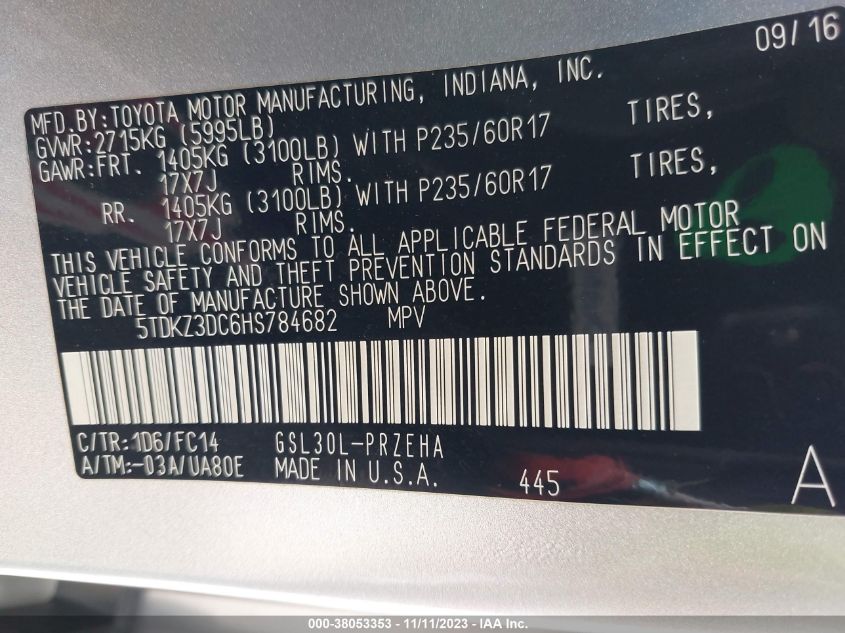 09/16
MFD.BY:TOYOTA MOTOR MANUFACTURING, INDIANA, INC.
GVWR:2715KG (5995LB)
GAWR:FRT. 1405KG (3100LB) WITH P235/60R17 TIRES,
17X7J RIMS.
RR. 1405KG (3100LB) WITH P235/60R17 TIRES,
17X7J RIMS.
THIS VEHICLE CONFORMS TO ALL APPLICABLE FEDERAL MOTOR
VEHICLE SAFETY AND THEFT PREVENTION STANDARDS IN EFFECT ON
THE DATE OF MANUFACTURE SHOWN ABOVE.
5TDKZ3DC6HS784682 MPV
C/TR:1D6/FC14 GSL30L-PRZEHA
A/TM:-03A/UA80E MADE IN U.S.A. 445 A
000-38053353 - 11/11/2023 - IAA Inc.